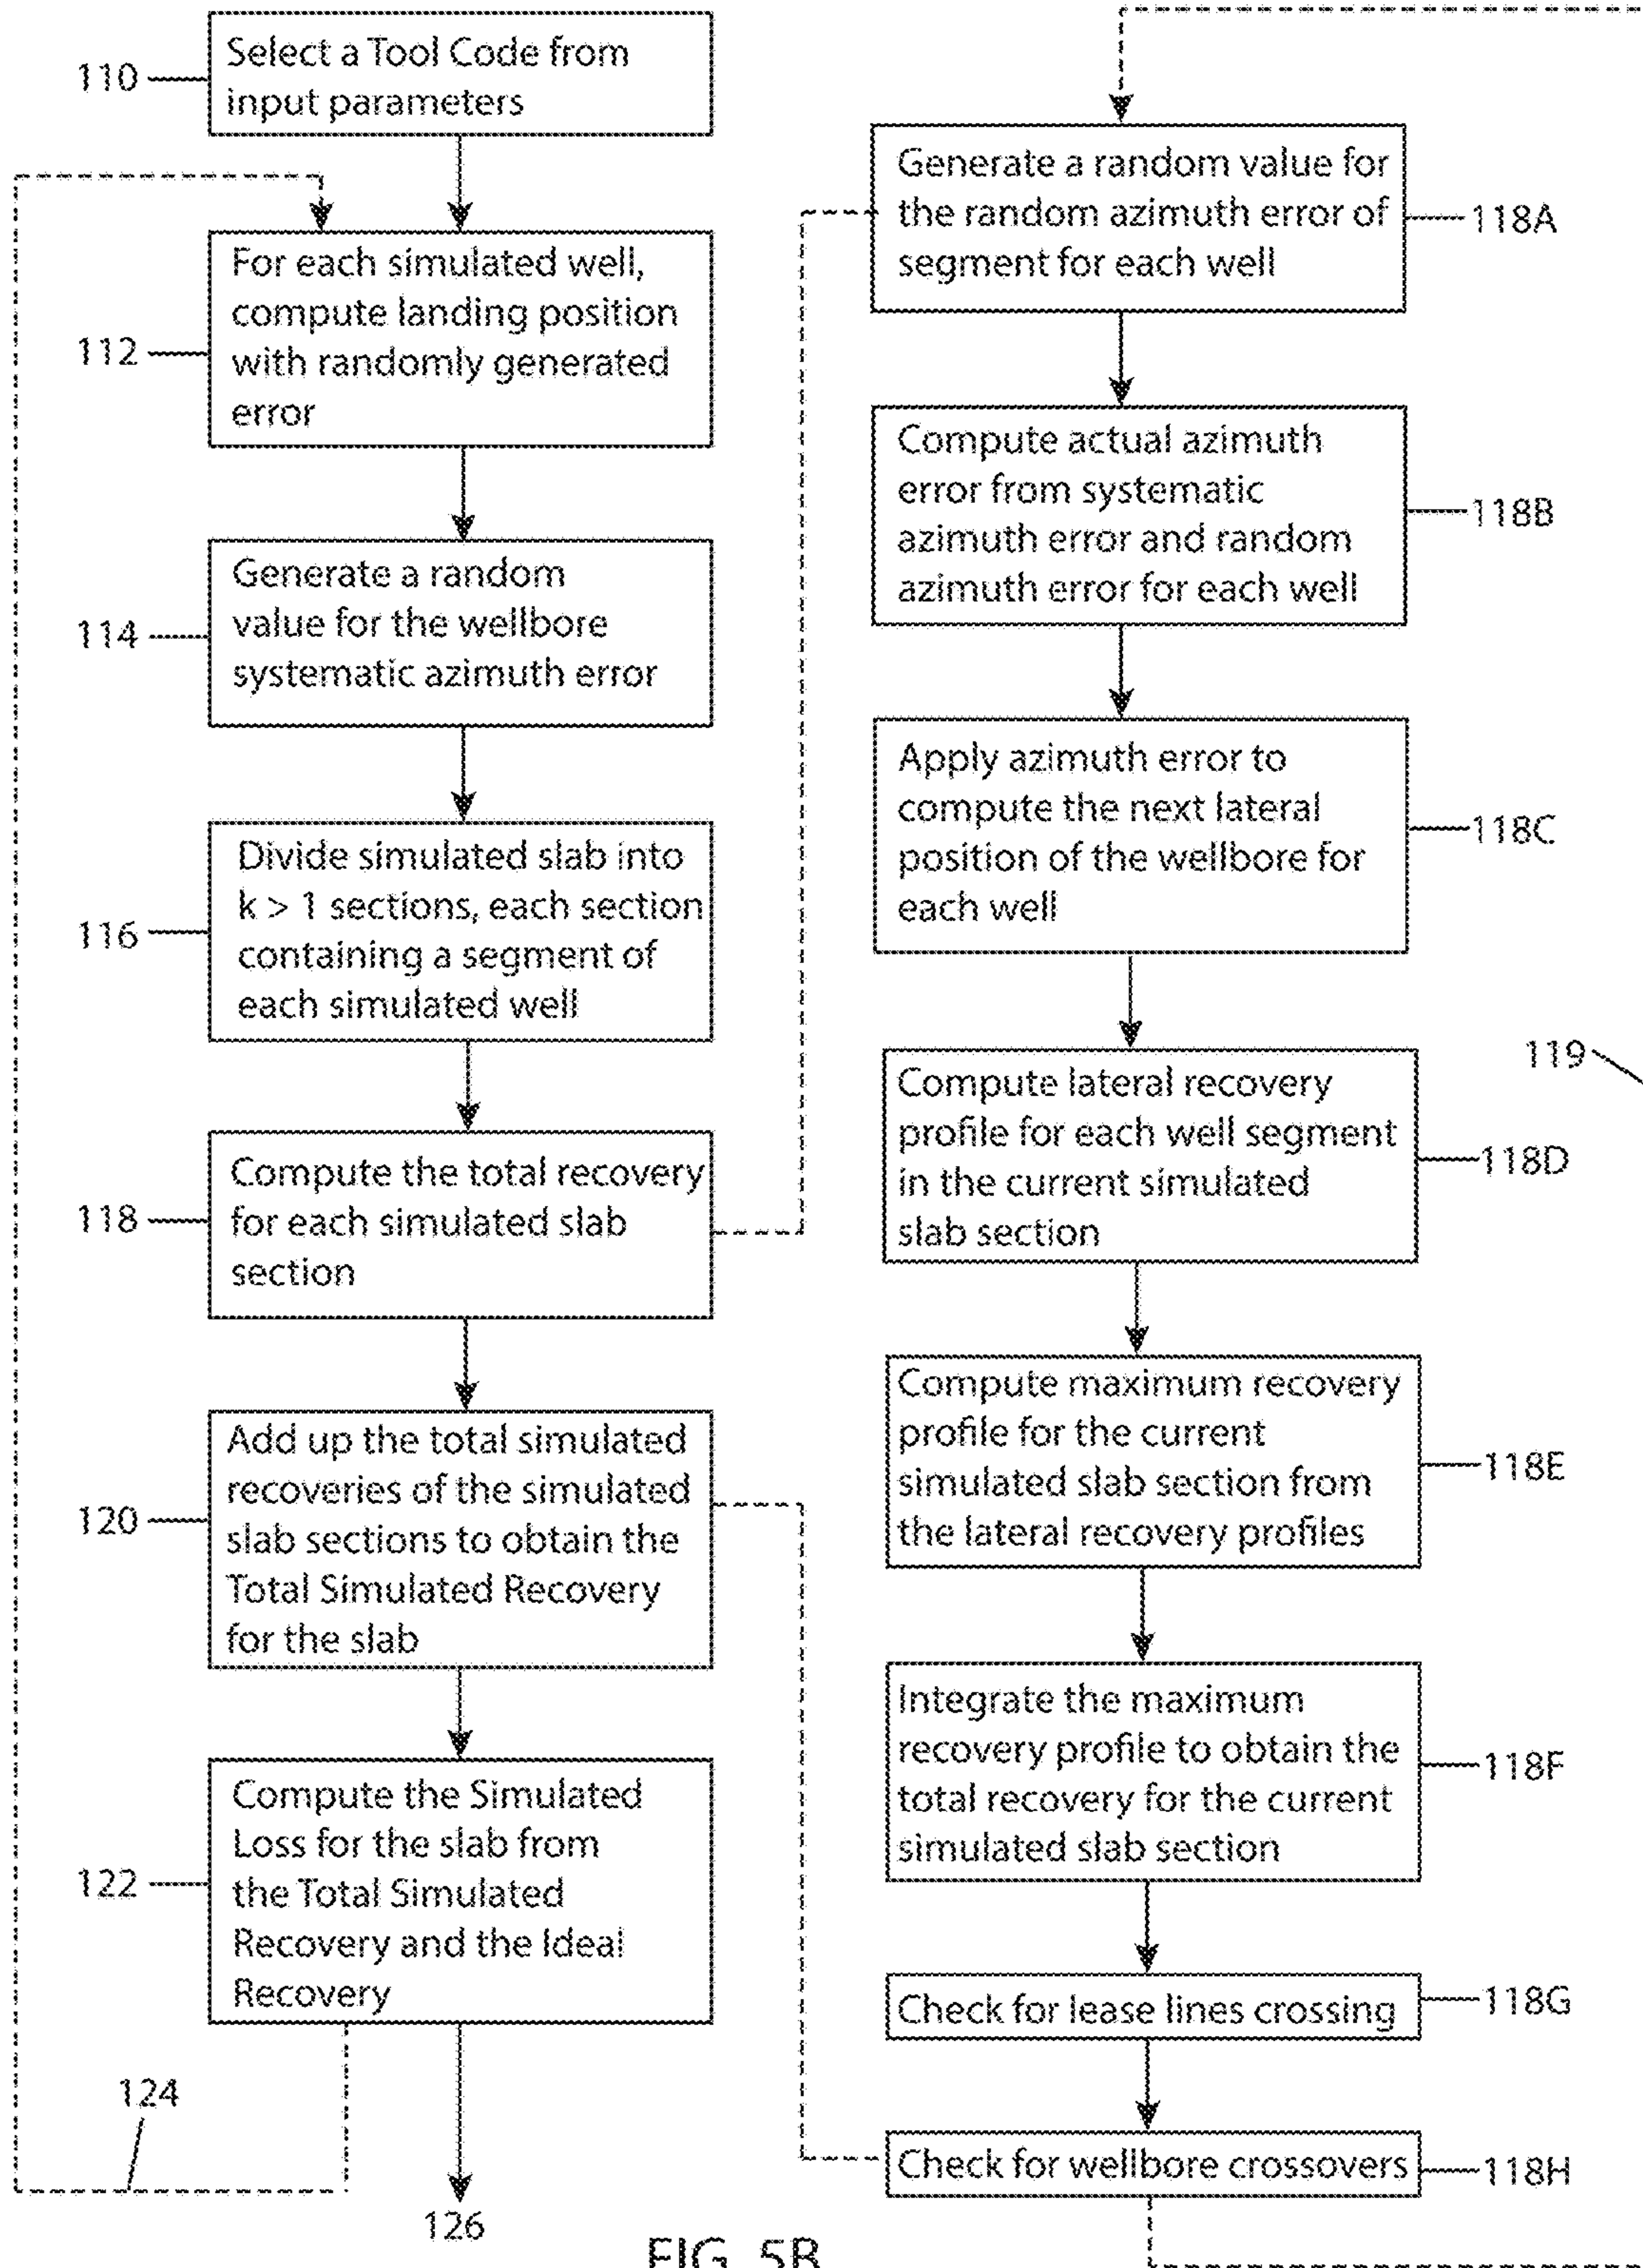 110
Select a Tool Code from
input parameters
112
For each simulated well,
compute landing position
with randomly generated
error
114
Generate a random
value for the wellbore
systematic azimuth error
116
Divide simulated slab into
k > 1 sections, each section
containing a segment of
each simulated well
118
Compute the total recovery
for each simulated slab
section
120
Add up the total simulated
recoveries of the simulated
slab sections to obtain the
Total Simulated Recovery
for the slab
122
Compute the Simulated
Loss for the slab from
the Total Simulated
Recovery and the Ideal
Recovery
124
126
Generate a random value for
the random azimuth error of
segment for each well
118A
Compute actual azimuth
error from systematic
azimuth error and random
azimuth error for each well
118B
Apply azimuth error to
compute the next lateral
position of the wellbore for
each well
118C
119
Compute lateral recovery
profile for each well segment
in the current simulated
slab section
118D
Compute maximum recovery
profile for the current
simulated slab section from
the lateral recovery profiles
118E
Integrate the maximum
recovery profile to obtain the
total recovery for the current
simulated slab section
118F
Check for lease lines crossing
118G
Check for wellbore crossovers
118H
FIG. 5B